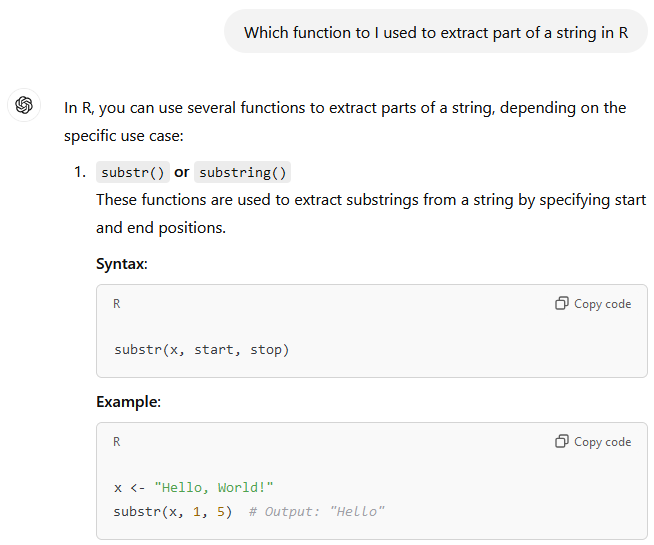 Which function to I used to extract part of a string in R
In R, you can use several functions to extract parts of a string, depending on the
specific use case:
1. substr() or substring()
These functions are used to extract substrings from a string by specifying start
and end positions.
Syntax:
R Copy code
substr(x, start, stop)
Example:
R Copy code
x <- "Hello, World!"
substr(x, 1, 5)  # Output: "Hello"